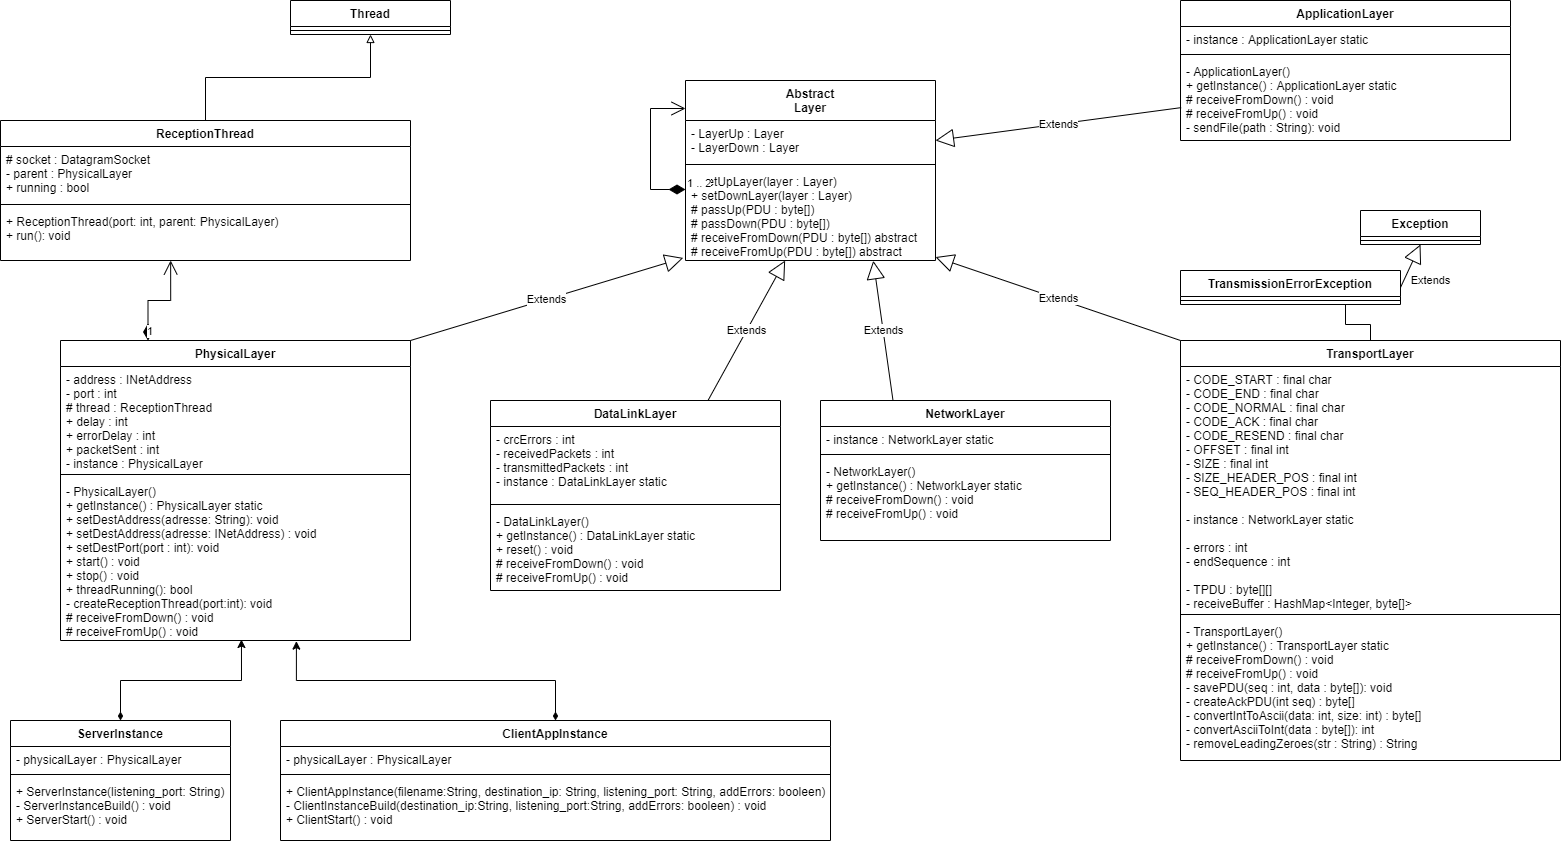 Thread
ReceptionThread
# socket : DatagramSocket
- parent : PhysicalLayer
+ running : bool
+ ReceptionThread(port: int, parent: PhysicalLayer)
+ run(): void
Abstract
Layer
- LayerUp : Layer
- LayerDown : Layer
1 .. 2
etUpLayer(layer : Layer)
+ setDownLayer(layer : Layer)
# passUp(PDU : byte[])
# passDown(PDU : byte[])
# receiveFromDown(PDU : byte[]) abstract
# receiveFromUp(PDU : byte[]) abstract
Extends
ApplicationLayer
- instance : ApplicationLayer static
- ApplicationLayer()
+ getInstance() : ApplicationLayer static
# receiveFromDown() : void
# receiveFromUp() : void
- sendFile(path : String): void
Exception
Extends
TransmissionErrorException
Extends
Extends
Extends
Extends
1
PhysicalLayer
- address : INetAddress
- port : int
# thread : ReceptionThread
+ delay : int
+ errorDelay : int
+ packetSent : int
- instance : PhysicalLayer
- PhysicalLayer()
+ getInstance() : PhysicalLayer static
+ setDestAddress(adresse: String): void
+ setDestAddress(adresse: INetAddress) : void
+ setDestPort(port : int): void
+ start() : void
+ stop() : void
+ threadRunning(): bool
- createReceptionThread(port:int): void
# receiveFromDown() : void
# receiveFromUp() : void
DataLinkLayer
- crcErrors : int
- receivedPackets : int
- transmittedPackets : int
- instance : DataLinkLayer static
- DataLinkLayer()
+ getInstance() : DataLinkLayer static
+ reset() : void
# receiveFromDown() : void
# receiveFromUp() : void
NetworkLayer
- instance : NetworkLayer static
- NetworkLayer()
+ getInstance() : NetworkLayer static
# receiveFromDown() : void
# receiveFromUp() : void
TransportLayer
- CODE_START : final char
- CODE_END : final char
- CODE_NORMAL : final char
- CODE_ACK : final char
- CODE_RESEND : final char
- OFFSET : final int
- SIZE : final int
- SIZE_HEADER_POS : final int
- SEQ_HEADER_POS : final int
- instance : NetworkLayer static
- errors : int
- endSequence : int
- TPDU : byte[][]
- receiveBuffer : HashMap<Integer, byte[]>
- TransportLayer()
+ getInstance() : TransportLayer static
# receiveFromDown() : void
# receiveFromUp() : void
- savePDU(seq : int, data : byte[]): void
- createAckPDU(int seq) : byte[]
- convertIntToAscii(data: int, size: int) : byte[]
- convertAsciiToInt(data : byte[]): int
- removeLeadingZeroes(str : String) : String
ServerInstance
- physicalLayer : PhysicalLayer
+ ServerInstance(listening_port: String)
- ServerInstanceBuild() : void
+ ServerStart() : void
ClientAppInstance
- physicalLayer : PhysicalLayer
+ ClientAppInstance(filename:String, destination_ip: String, listening_port: String, addErrors: booleen)
- ClientInstanceBuild(destination_ip:String, listening_port:String, addErrors: booleen) : void
+ ClientStart() : void